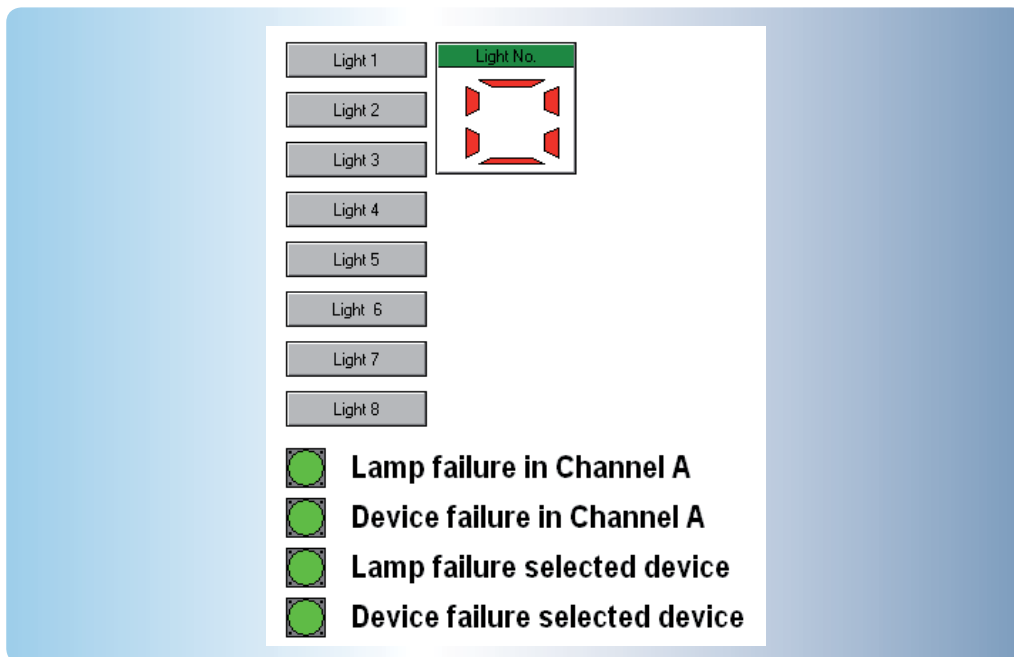 Light 1
Light No.
Light 2
Light 3
Light 4
Light 5
Light 6
Light 7
Light 8
Lamp failure in Channel A
Device failure in Channel A
Lamp failure selected device
Device failure selected device